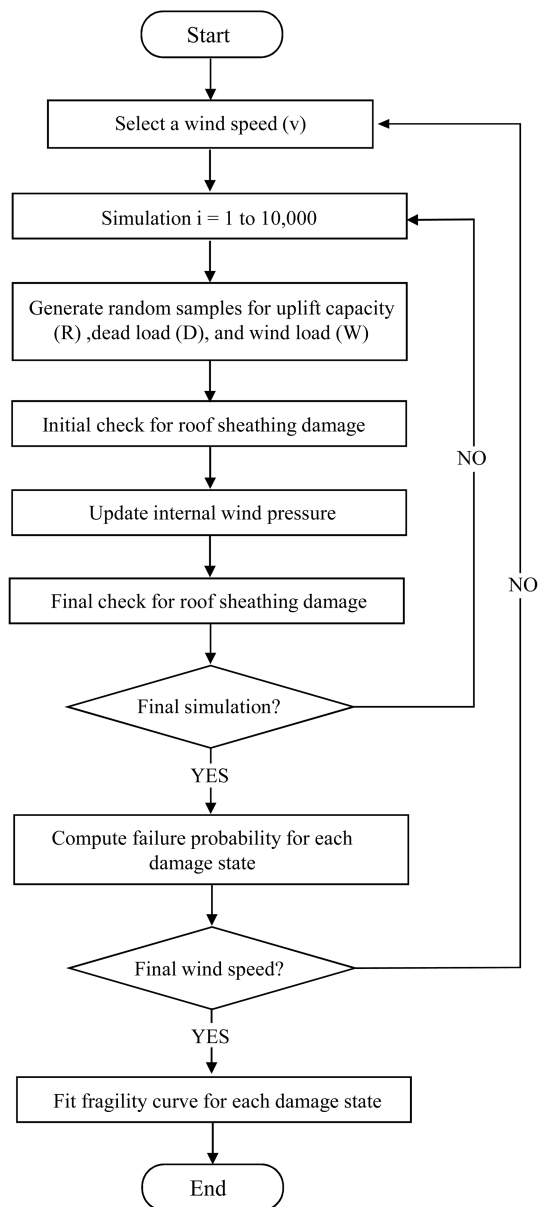 Start
Select a wind speed (v)
Simulation i = 1 to 10,000
Generate random samples for uplift capacity
(R) ,dead load (D), and wind load (W)
Initial check for roof sheathing damage
NO
Update internal wind pressure
NO
Final check for roof sheathing damage
Final simulation?
YES
Compute failure probability for each
damage state
Final wind speed?
YES
Fit fragility curve for each damage state
End